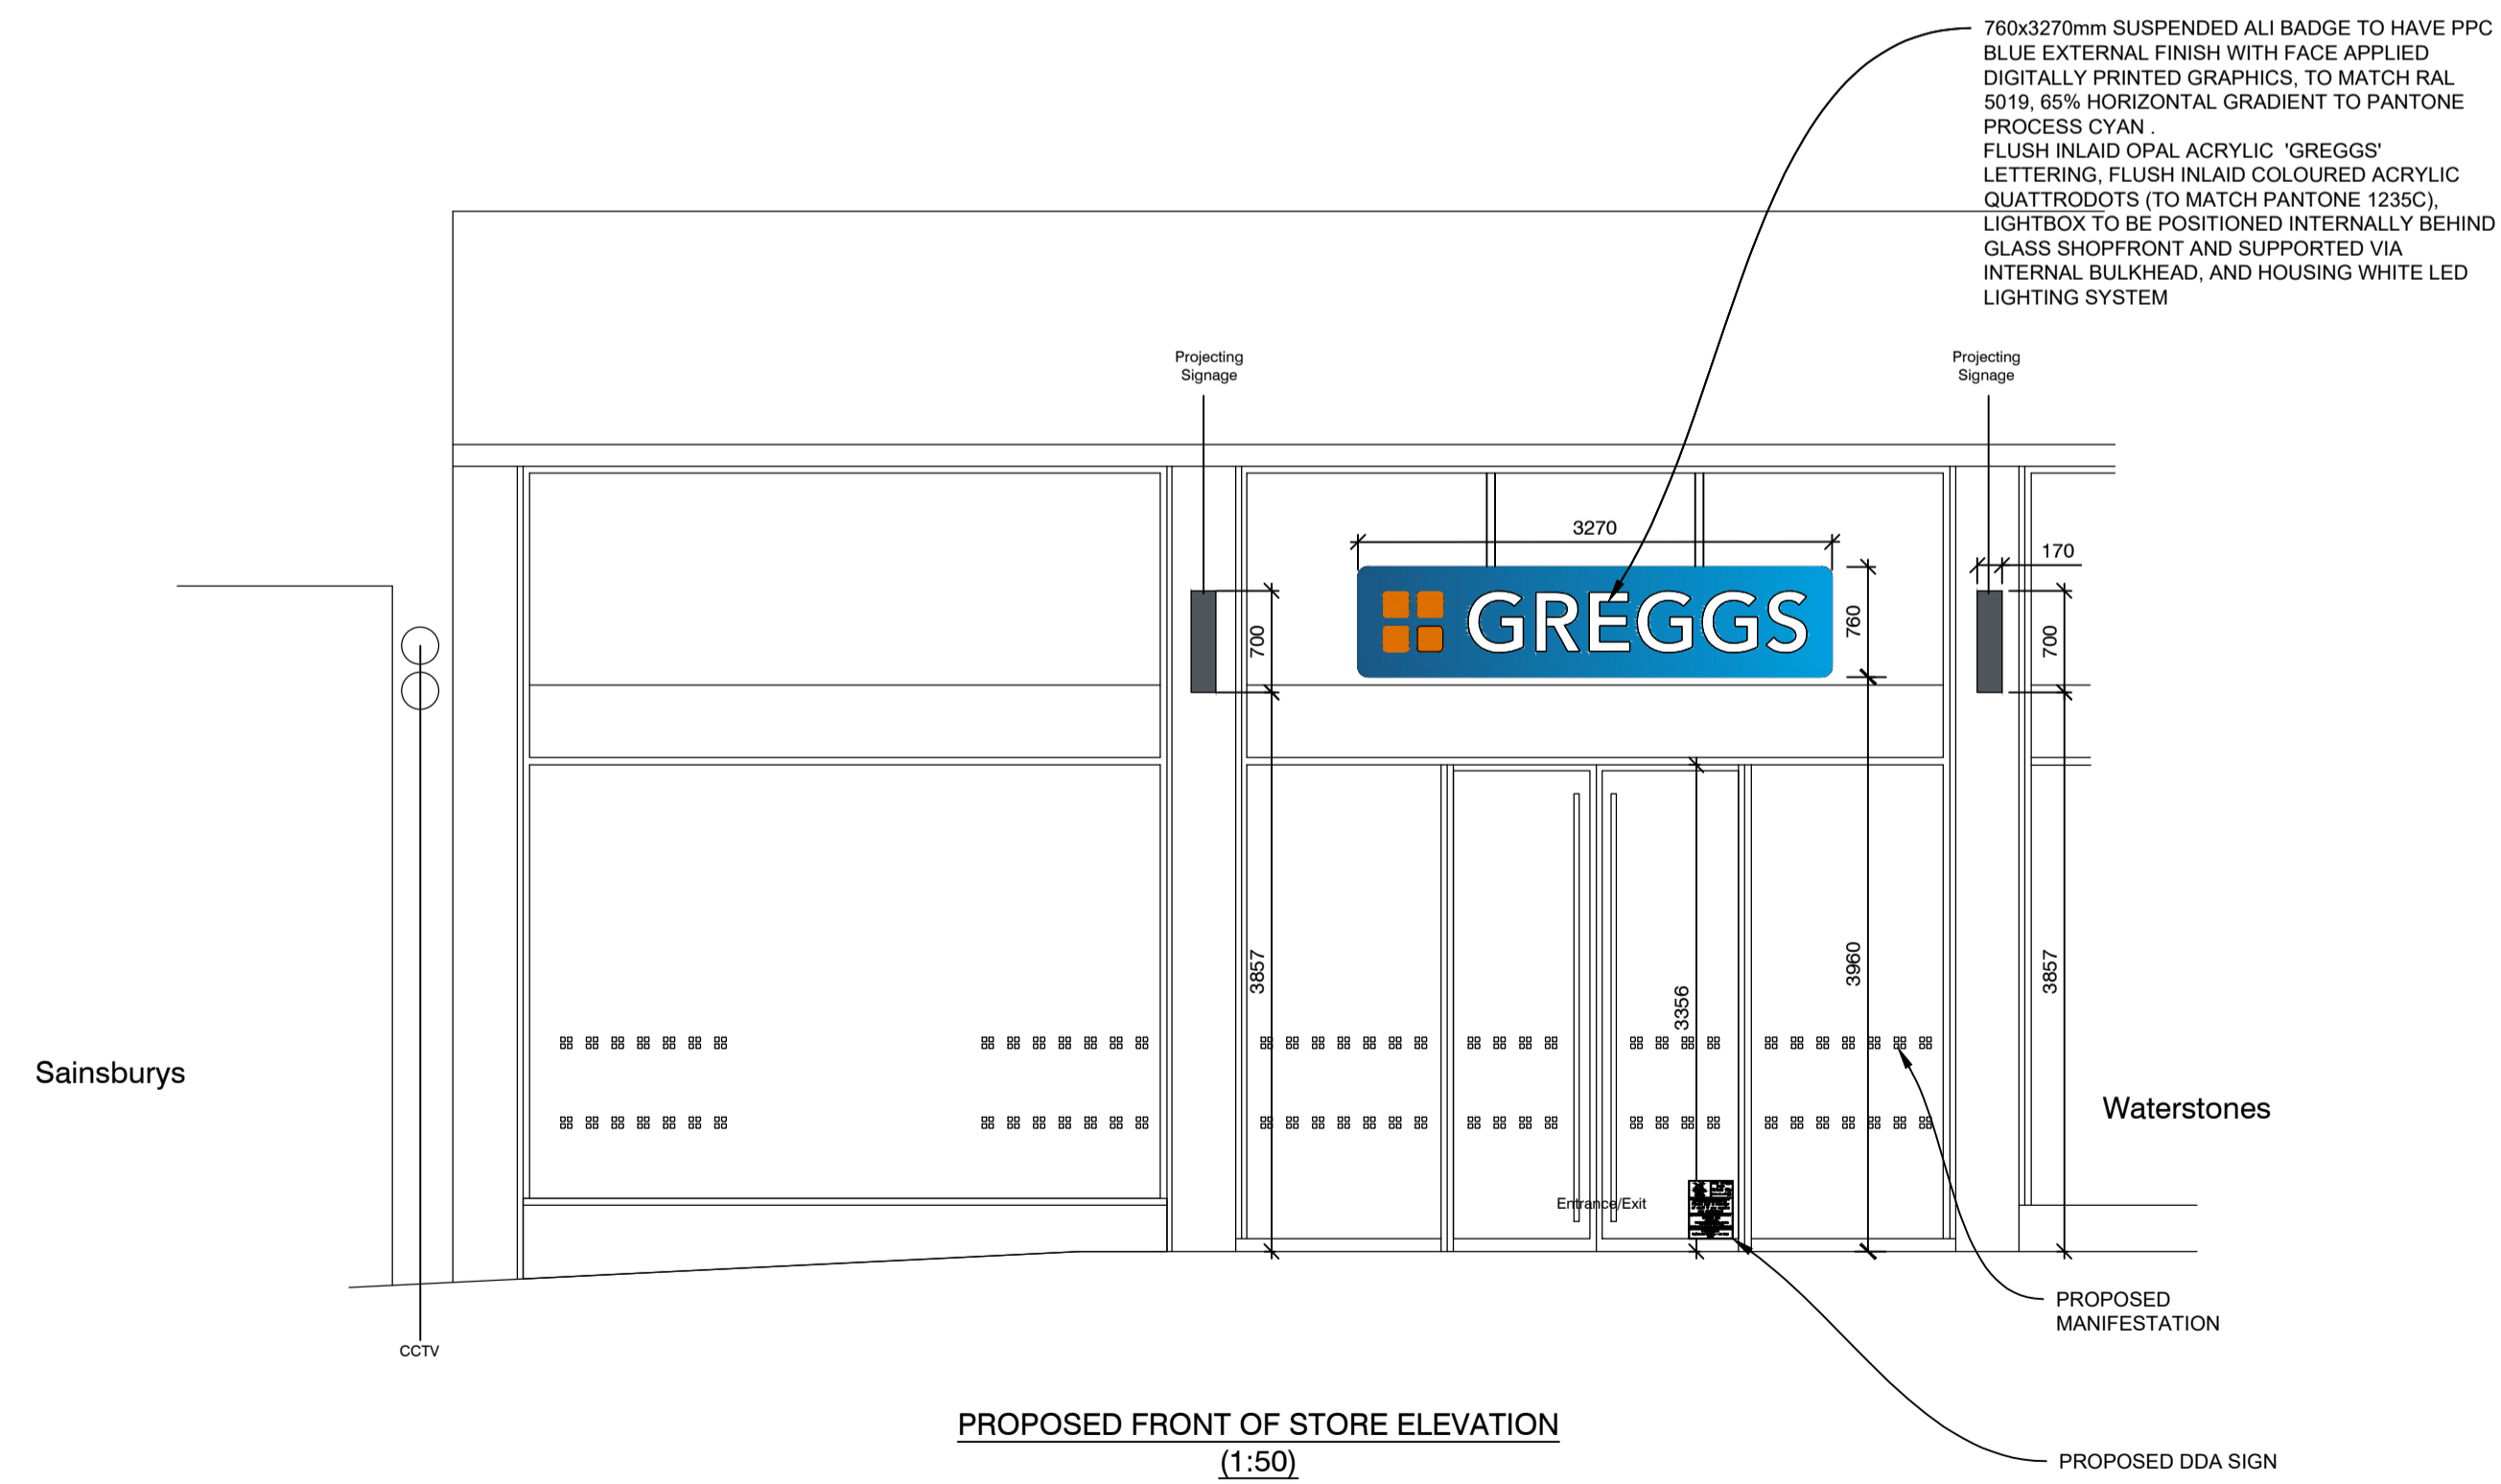 760x3270mm SUSPENDED ALI BADGE TO HAVE PPC
BLUE EXTERNAL FINISH WITH FACE APPLIED
DIGITALLY PRINTED GRAPHICS, TO MATCH RAL
5019, 65% HORIZONTAL GRADIENT TO PANTONE
PROCESS CYAN .
FLUSH INLAID OPAL ACRYLIC 'GREGGS'
LETTERING, FLUSH INLAID COLOURED ACRYLIC
QUATTRODOTS (TO MATCH PANTONE 1235C),
LIGHTBOX TO BE POSITIONED INTERNALLY BEHIND
GLASS SHOPFRONT AND SUPPORTED VIA
INTERNAL BULKHEAD, AND HOUSING WHITE LED
LIGHTING SYSTEM
Projecting
Signage
Projecting
Signage
3270
170
GREGGS
700
760
700
3857
3356
3960
3857
Sainsburys
Waterstones
Entrance/Exit
PROPOSED
MANIFESTATION
CCTV
PROPOSED FRONT OF STORE ELEVATION
(1:50)
PROPOSED DDA SIGN